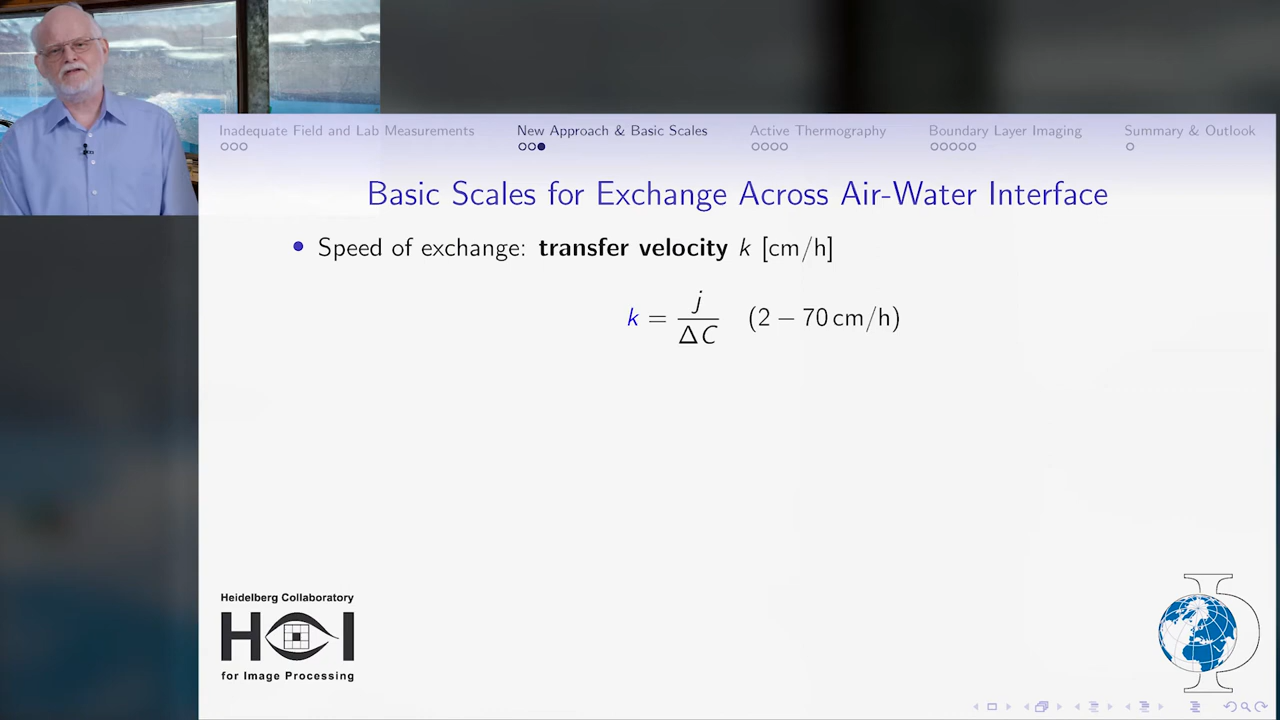 Inadequate Field and Lab Measurements
New Approach & Basic Scales
Active Thermography
Boundary Layer Imaging
Summary & Outlook
Basic Scales for Exchange Across Air-Water Interface
• Speed of exchange: transfer velocity k [cm/h]
k = j / ΔC (2 – 70 cm/h)
Heidelberg Collaboratory
HCI
for Image Processing